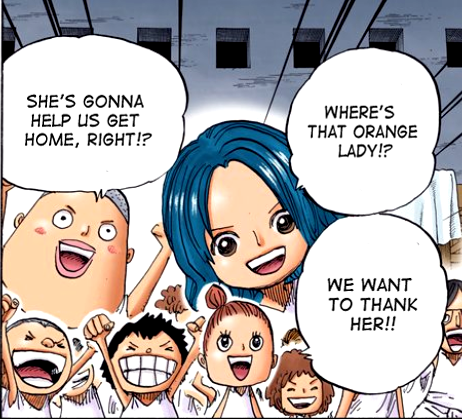 SHE'S GONNA
HELP US GET
HOME, RIGHT!?
WHERE'S
THAT ORANGE
LADY!?
WE WANT
TO THANK
HER!!